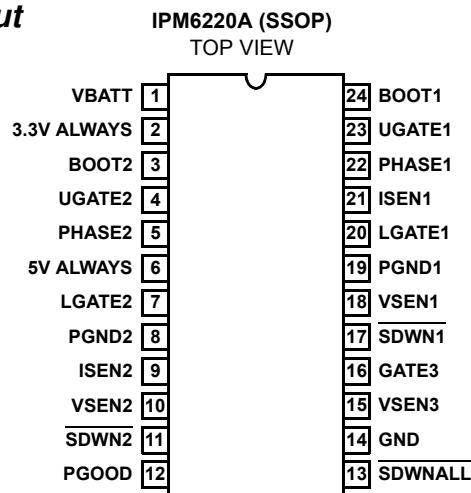 ut
IPM6220A (SSOP)
TOP VIEW
VBATT 1
3.3V ALWAYS 2
BOOT2 3
UGATE2 4
PHASE2 5
5V ALWAYS 6
LGATE2 7
PGND2 8
ISEN2 9
VSEN2 10
SDWN2 11
PGOOD 12
24 BOOT1
23 UGATE1
22 PHASE1
21 ISEN1
20 LGATE1
19 PGND1
18 VSEN1
17 SDWN1
16 GATE3
15 VSEN3
14 GND
13 SDWNALL